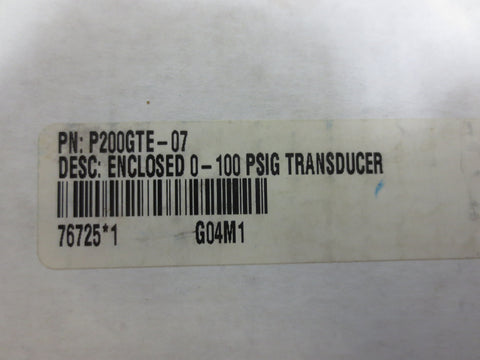 PN: P200GTE-07
DESC: ENCLOSED 0-100 PSIG TRANSDUCER
76725*1 G04M1